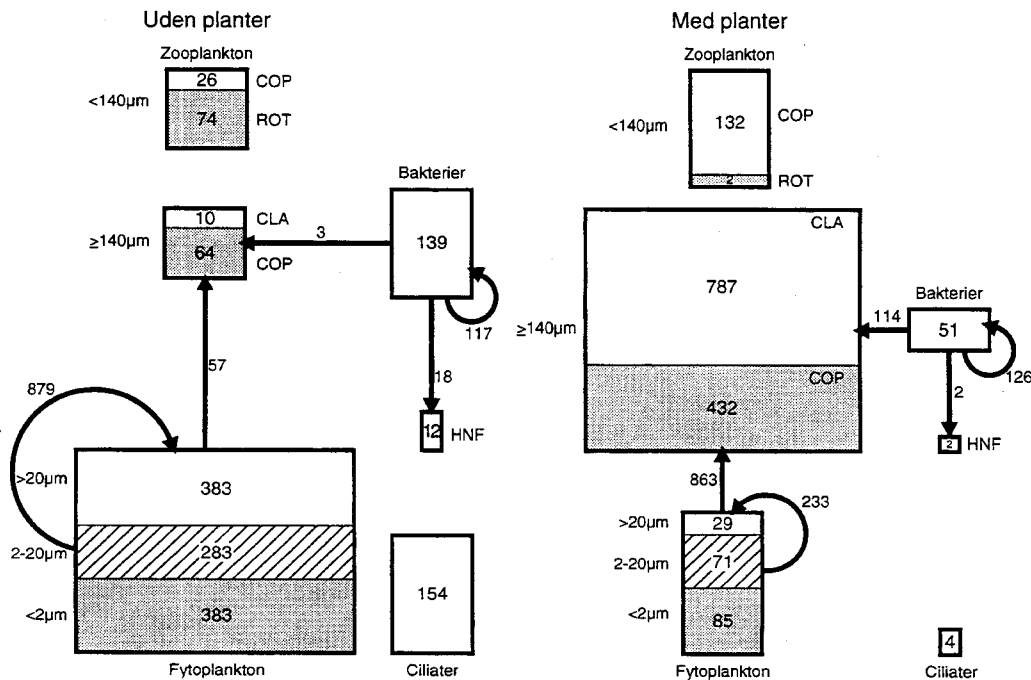 Uden planter
Zooplankton
<140µm
26
COP
74
ROT
≥140µm
10
CLA
64
COP
3
Bakterier
139
117
57
18
12
HNF
879
>20µm
383
2-20µm
283
<2µm
383
Fytoplankton
154
Ciliater
Med planter
Zooplankton
<140µm
132
COP
2
ROT
CLA
787
≥140µm
COP
432
114
Bakterier
51
126
2
2
HNF
863
233
>20µm
29
2-20µm
71
<2µm
85
Fytoplankton
4
Ciliater